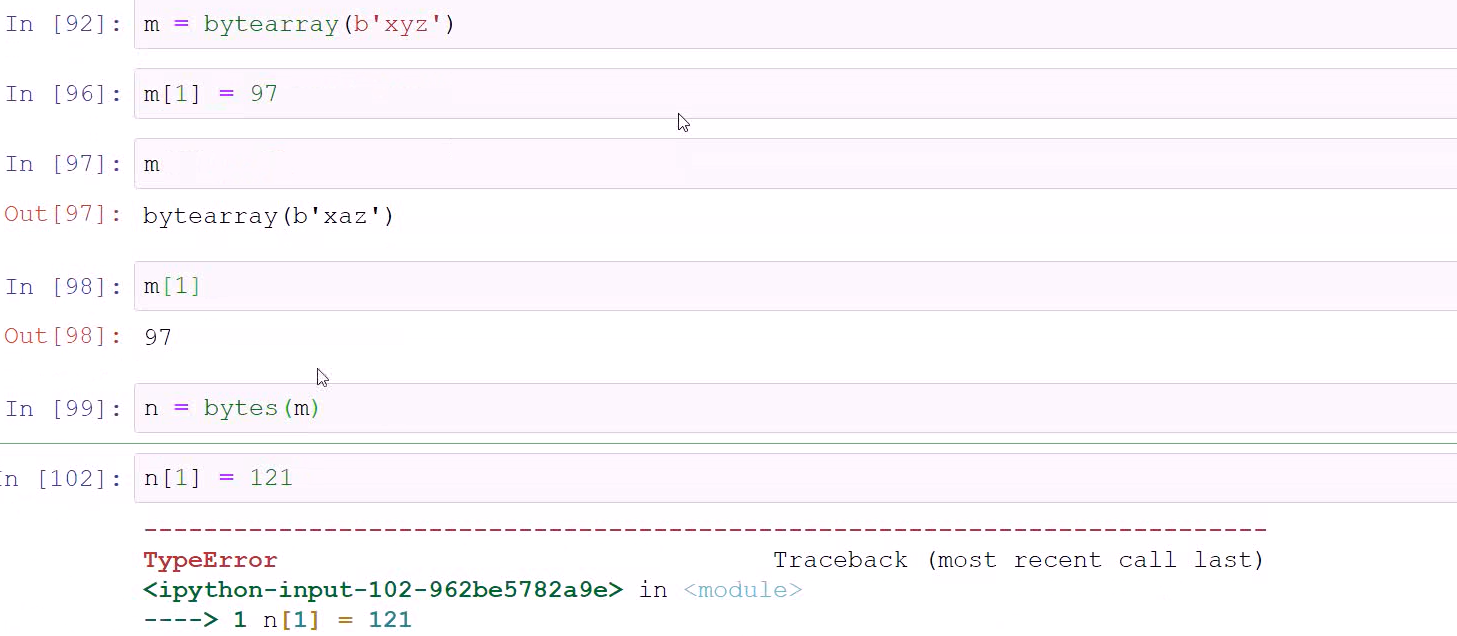 In [92]: m = bytearray(b'xyz')
In [96]: m[1] = 97
In [97]: m
Out[97]: bytearray(b'xaz')
In [98]: m[1]
Out[98]: 97
In [99]: n = bytes(m)
In [102]: n[1] = 121
---------------------------------------------------------------------------
TypeError Traceback (most recent call last)
<ipython-input-102-962be5782a9e> in <module>
----> 1 n[1] = 121